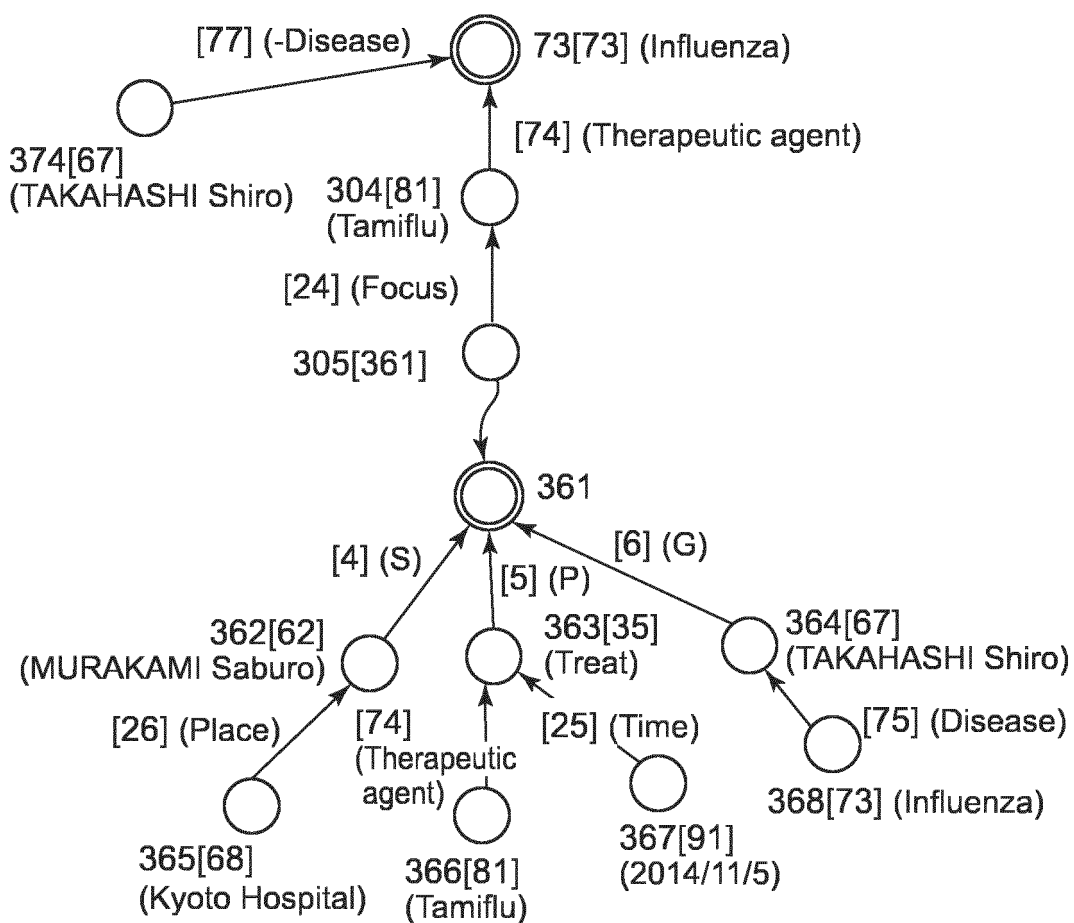 [77] (-Disease)
73[73] (Influenza)
[74] (Therapeutic agent)
374[67]
(TAKAHASHI Shiro)
304[81]
(Tamiflu)
[24] (Focus)
305[361]
361
[4] (S)
[5] (P)
[6] (G)
362[62]
(MURAKAMI Saburo)
363[35]
(Treat)
364[67]
(TAKAHASHI Shiro)
[26] (Place)
[74]
(Therapeutic
agent)
[25] (Time)
[75] (Disease)
365[68]
(Kyoto Hospital)
366[81]
(Tamiflu)
367[91]
(2014/11/5)
368[73] (Influenza)